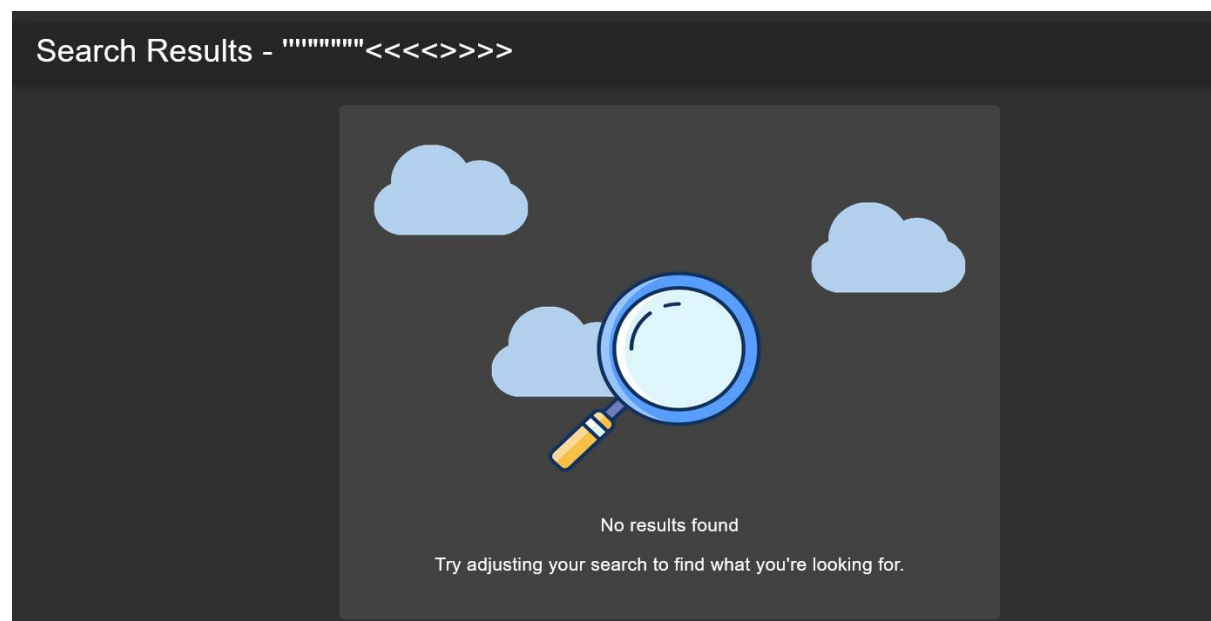 Search Results - ''''"""""<<<<>>>>
No results found
Try adjusting your search to find what you're looking for.